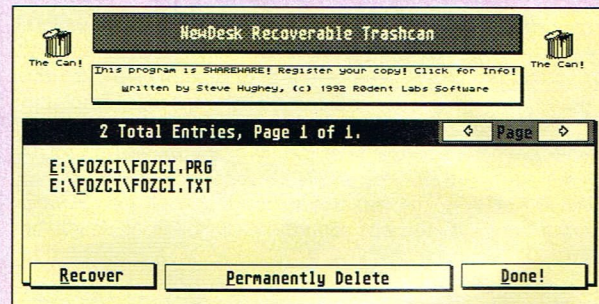 NewDesk Recoverable Trashcan
The Can!
The Can!
This program is SHAREWARE! Register your copy! Click for Info!
Written by Steve Hughey, (c) 1992 R0dent Labs Software
2 Total Entries, Page 1 of 1.
Page
E:\FOZCI\FOZCI.PRG
E:\FOZCI\FOZCI.TXT
Recover
Permanently Delete
Done!